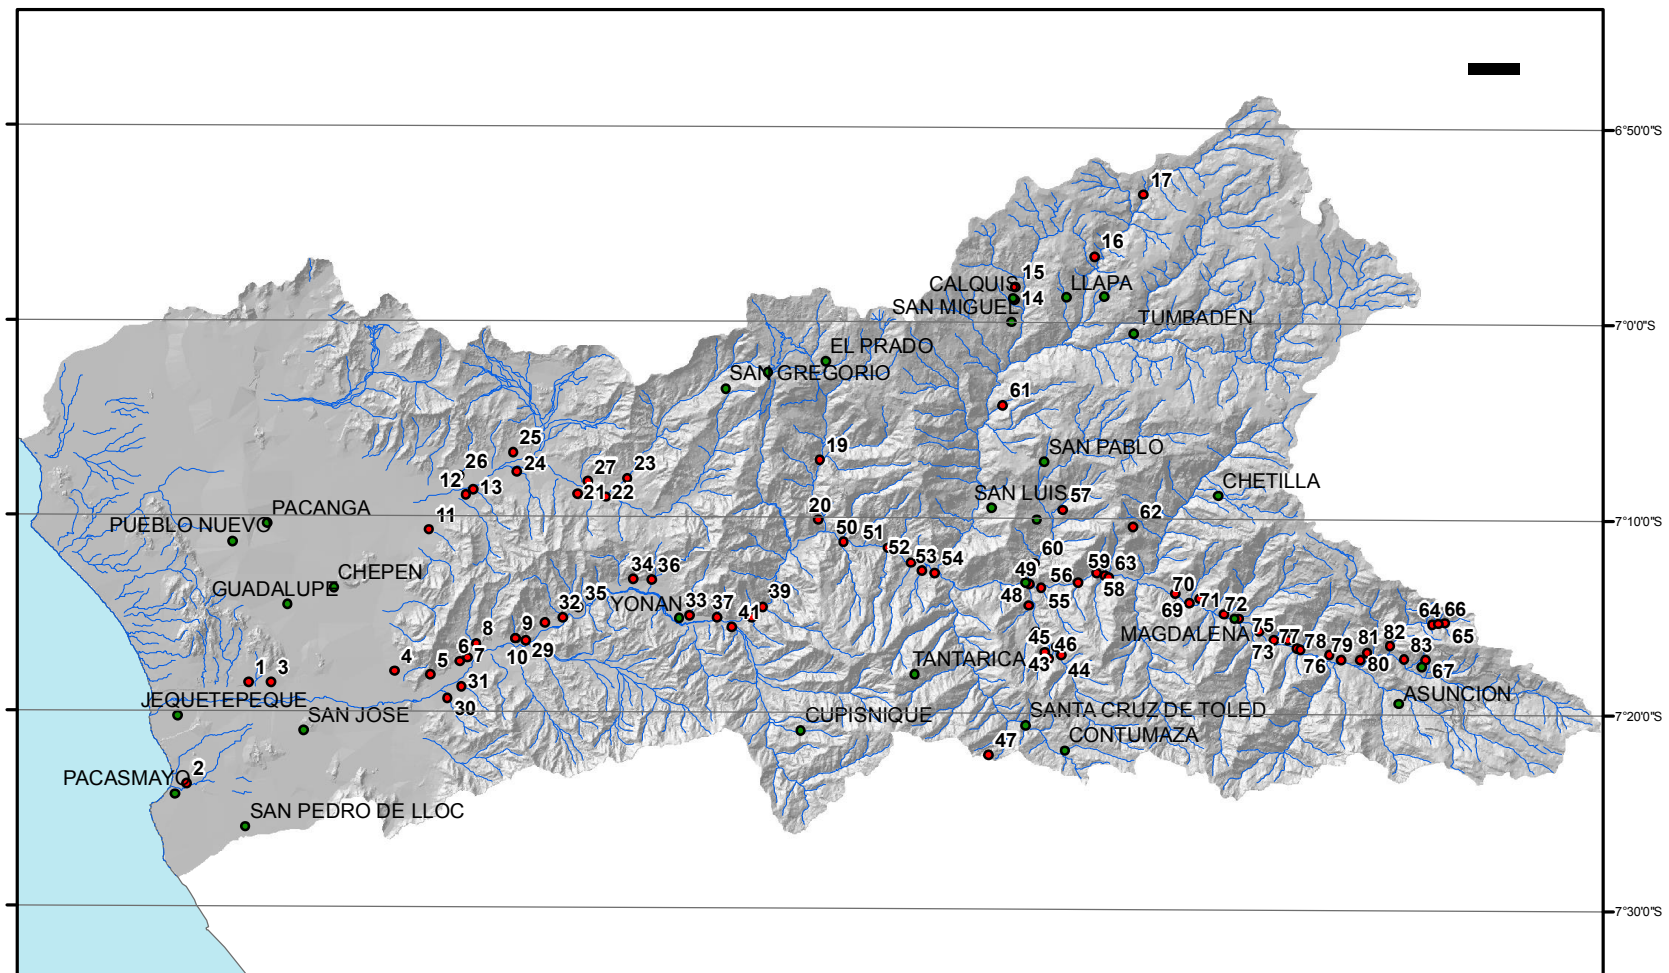 6°50'0"S
17
16
15
CALQUIS
LLAPA
14
SAN MIGUEL
TUMBADEN
7°0'0"S
EL PRADO
SAN GREGORIO
61
25
19
SAN PABLO
26
24
27
23
12
13
CHETILLA
SAN LUIS
21
22
57
PACANGA
11
20
62
PUEBLO NUEVO
7°10'0"S
50
51
52
53
54
60
59
63
CHEPEN
34
36
49
56
58
GUADALUPE
35
70
48
55
39
YONAN
33
32
37
41
69
71
72
64
66
9
MAGDALENA
75
65
8
10
29
45
46
77
78
79
81
82
83
6
7
73
76
80
67
1
3
4
5
TANTARICA
43
44
31
JEQUETEPEQUE
30
ASUNCION
SAN JOSE
CUPISNIQUE
SANTA CRUZ DE TOLED
7°20'0"S
CONTUMAZA
47
PACASMAYO
2
SAN PEDRO DE LLOC
7°30'0"S